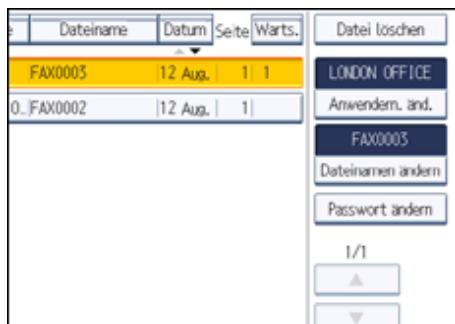 e Dateiname Datum Seite Warts. Datei löschen
FAX0003 12 Aug. 1 1 LONDON OFFICE
Anwendern. änd.
0.. FAX0002 12 Aug. 1
FAX0003
Dateinamen ändern
Passwort ändern
1/1